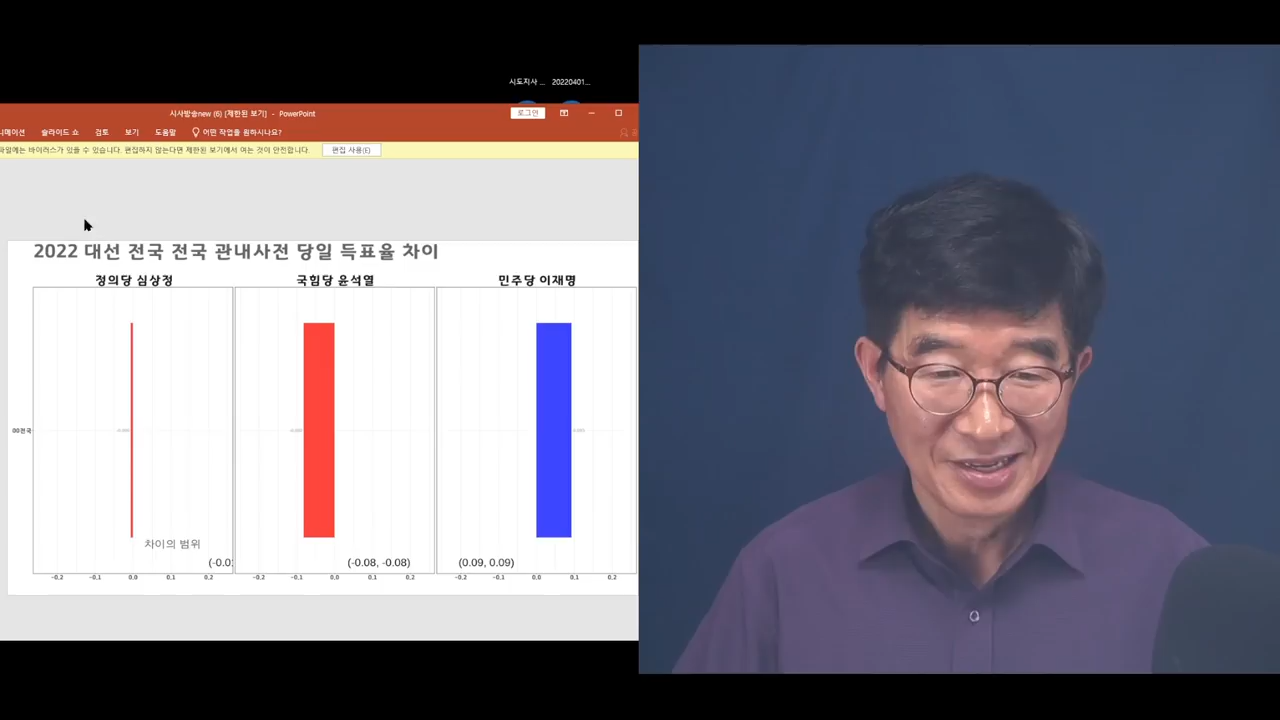 시도지사 ... 20220401...
시사방송new (6) [제한된 보기] - PowerPoint 로그인
니메이션 슬라이드 쇼 검토 보기 도움말 어떤 작업을 원하시나요?
파일에는 바이러스가 있을 수 있습니다. 편집하지 않는다면 제한된 보기에서 여는 것이 안전합니다. 편집 사용(E)
2022 대선 전국 전국 관내사전 당일 득표율 차이
정의당 심상정 국힘당 윤석열 민주당 이재명
00전국
차이의 범위
(-0.01 (-0.08, -0.08) (0.09, 0.09)
-0.2 -0.1 0.0 0.1 0.2 -0.2 -0.1 0.0 0.1 0.2 -0.2 -0.1 0.0 0.1 0.2